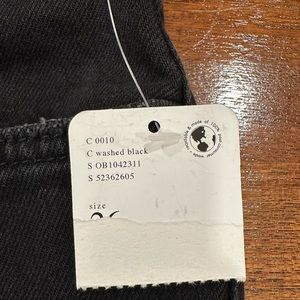 C 0010
C washed black
S OB1042311
S 52362605
size